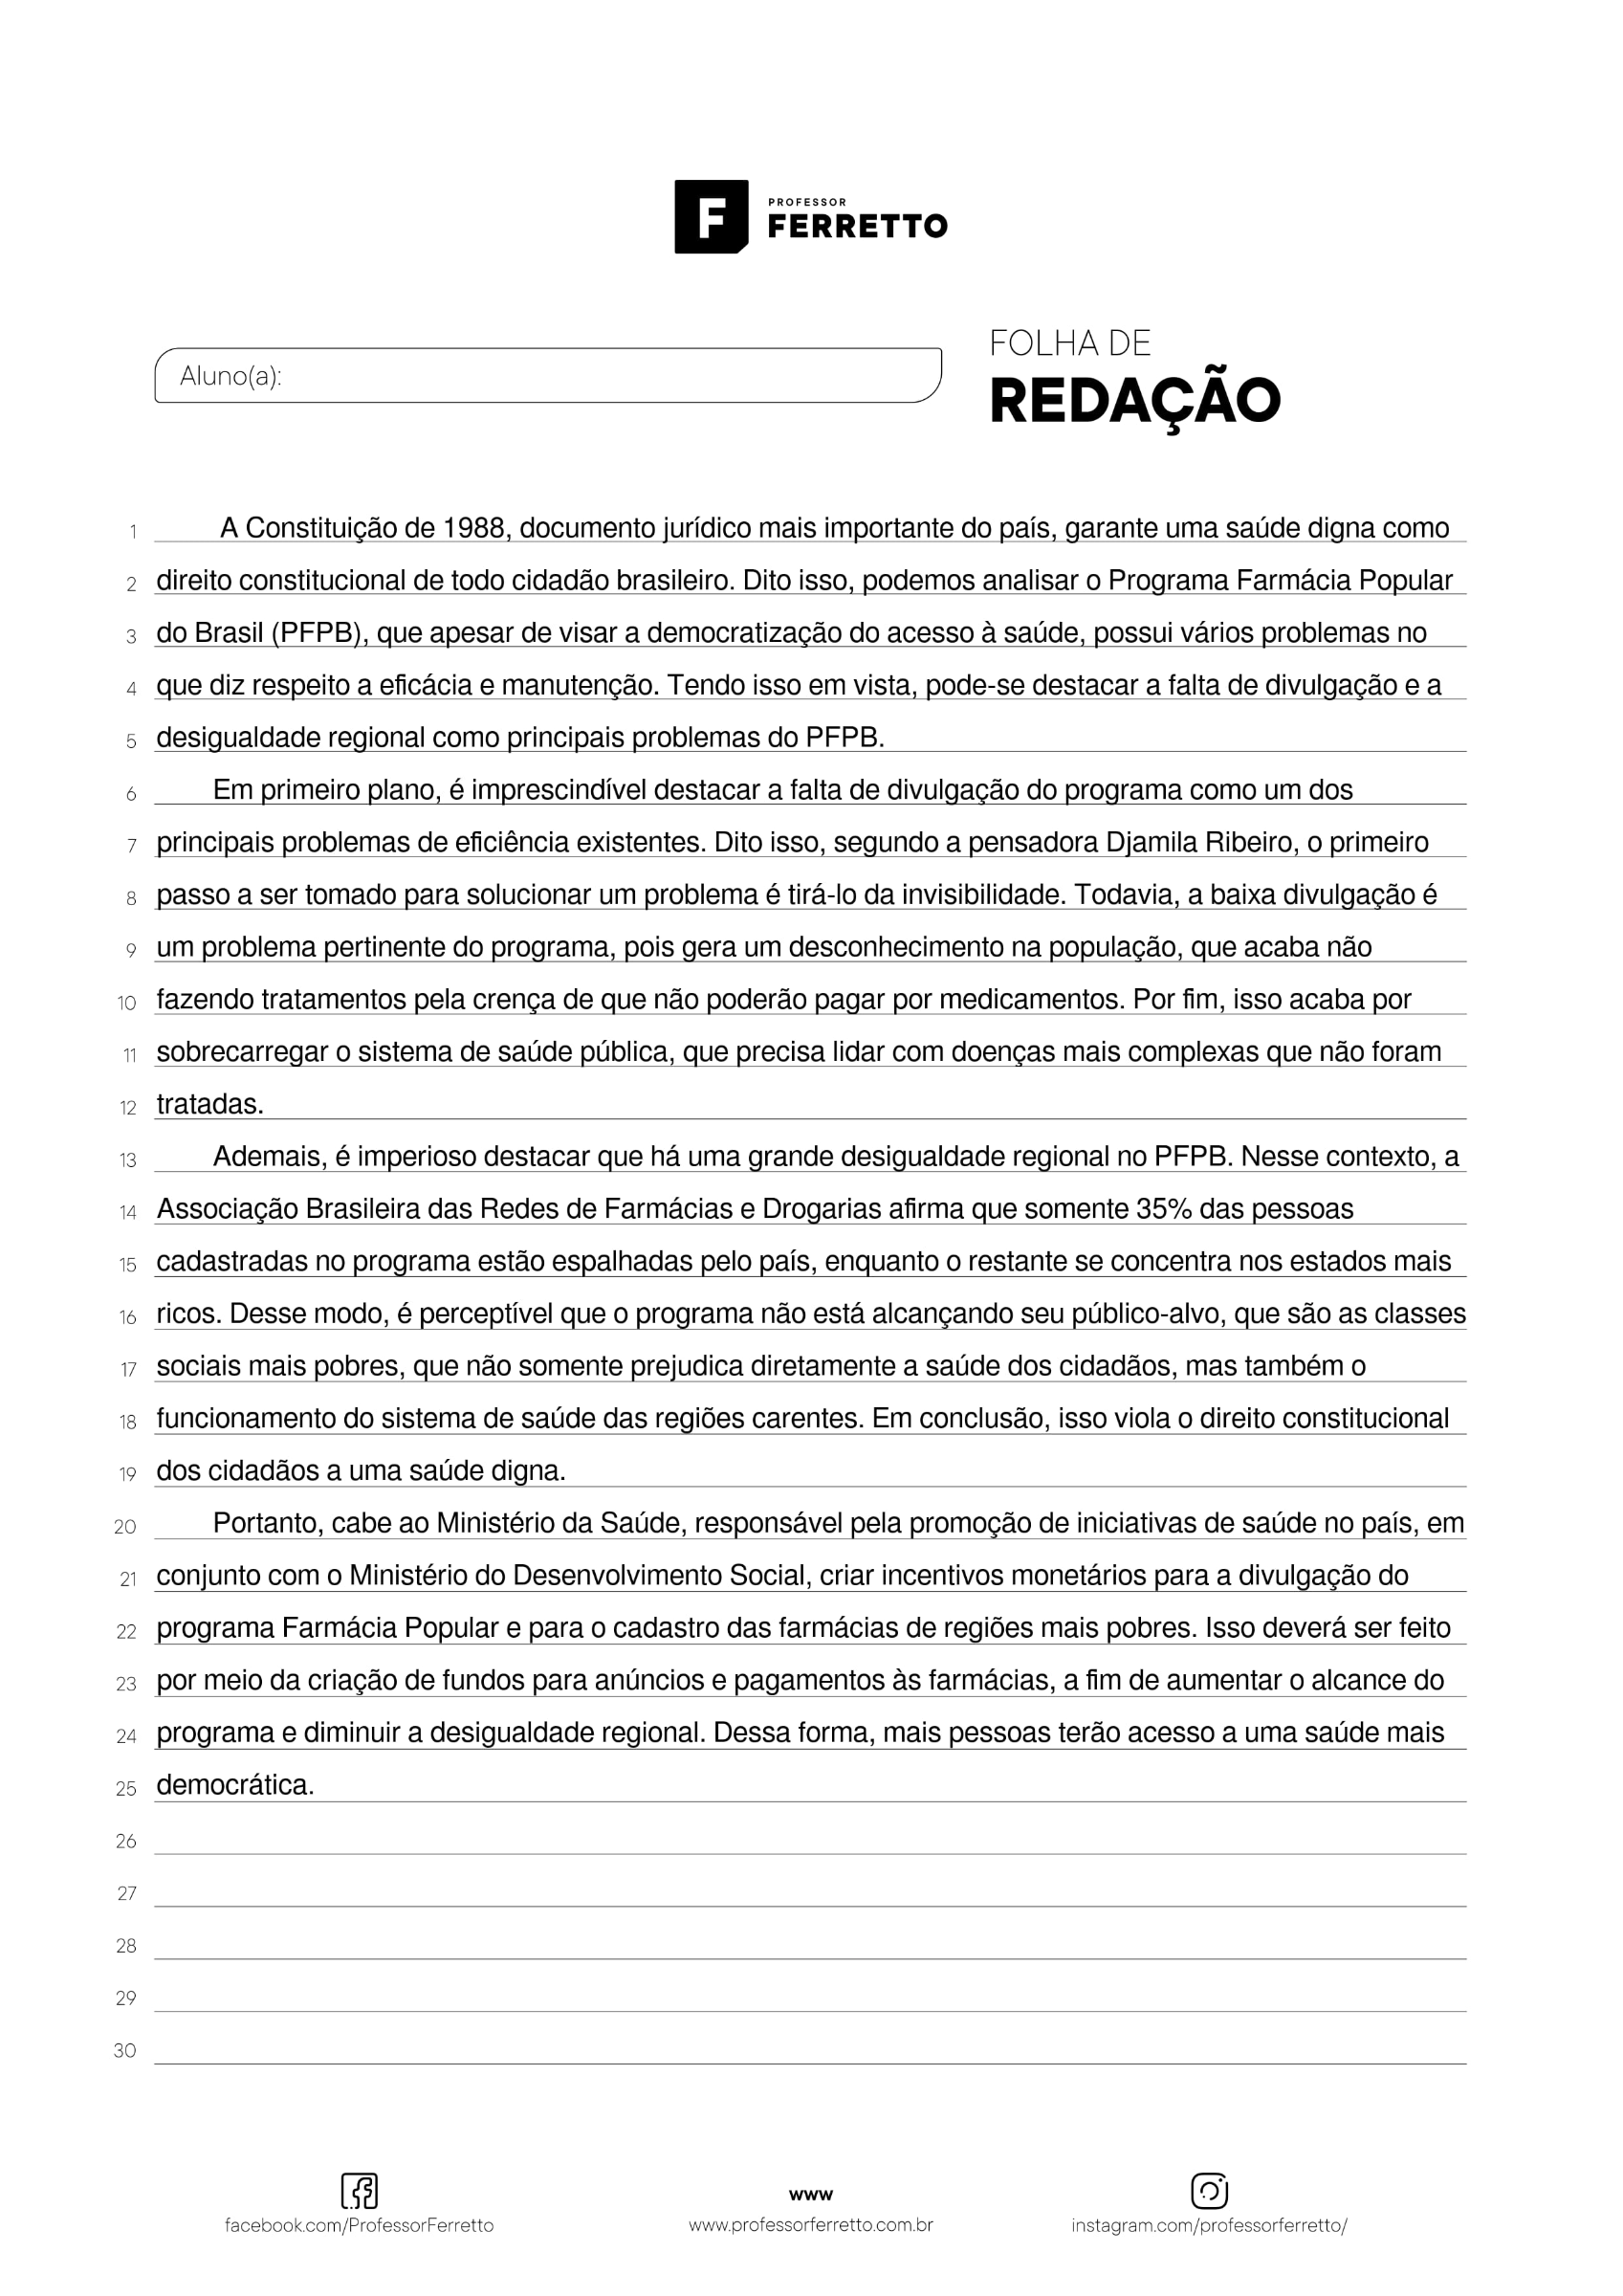 F
PROFESSOR
FERRETTO
Aluno(a):
FOLHA DE
REDAÇÃO
1 A Constituição de 1988, documento jurídico mais importante do país, garante uma saúde digna como
2 direito constitucional de todo cidadão brasileiro. Dito isso, podemos analisar o Programa Farmácia Popular
3 do Brasil (PFPB), que apesar de visar a democratização do acesso à saúde, possui vários problemas no
4 que diz respeito a eficácia e manutenção. Tendo isso em vista, pode-se destacar a falta de divulgação e a
5 desigualdade regional como principais problemas do PFPB.
6 Em primeiro plano, é imprescindível destacar a falta de divulgação do programa como um dos
7 principais problemas de eficiência existentes. Dito isso, segundo a pensadora Djamila Ribeiro, o primeiro
8 passo a ser tomado para solucionar um problema é tirá-lo da invisibilidade. Todavia, a baixa divulgação é
9 um problema pertinente do programa, pois gera um desconhecimento na população, que acaba não
10 fazendo tratamentos pela crença de que não poderão pagar por medicamentos. Por fim, isso acaba por
11 sobrecarregar o sistema de saúde pública, que precisa lidar com doenças mais complexas que não foram
12 tratadas.
13 Ademais, é imperioso destacar que há uma grande desigualdade regional no PFPB. Nesse contexto, a
14 Associação Brasileira das Redes de Farmácias e Drogarias afirma que somente 35% das pessoas
15 cadastradas no programa estão espalhadas pelo país, enquanto o restante se concentra nos estados mais
16 ricos. Desse modo, é perceptível que o programa não está alcançando seu público-alvo, que são as classes
17 sociais mais pobres, que não somente prejudica diretamente a saúde dos cidadãos, mas também o
18 funcionamento do sistema de saúde das regiões carentes. Em conclusão, isso viola o direito constitucional
19 dos cidadãos a uma saúde digna.
20 Portanto, cabe ao Ministério da Saúde, responsável pela promoção de iniciativas de saúde no país, em
21 conjunto com o Ministério do Desenvolvimento Social, criar incentivos monetários para a divulgação do
22 programa Farmácia Popular e para o cadastro das farmácias de regiões mais pobres. Isso deverá ser feito
23 por meio da criação de fundos para anúncios e pagamentos às farmácias, a fim de aumentar o alcance do
24 programa e diminuir a desigualdade regional. Dessa forma, mais pessoas terão acesso a uma saúde mais
25 democrática.
26
27
28
29
30
www
facebook.com/ProfessorFerretto
www.professorferretto.com.br
instagram.com/professorferretto/